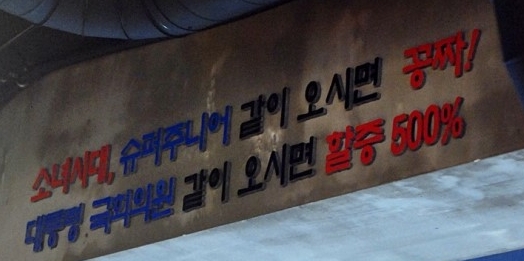 소녀시대, 슈퍼주니어 같이 오시면 공짜!
대통령 국회의원 같이 오시면 할증 500%